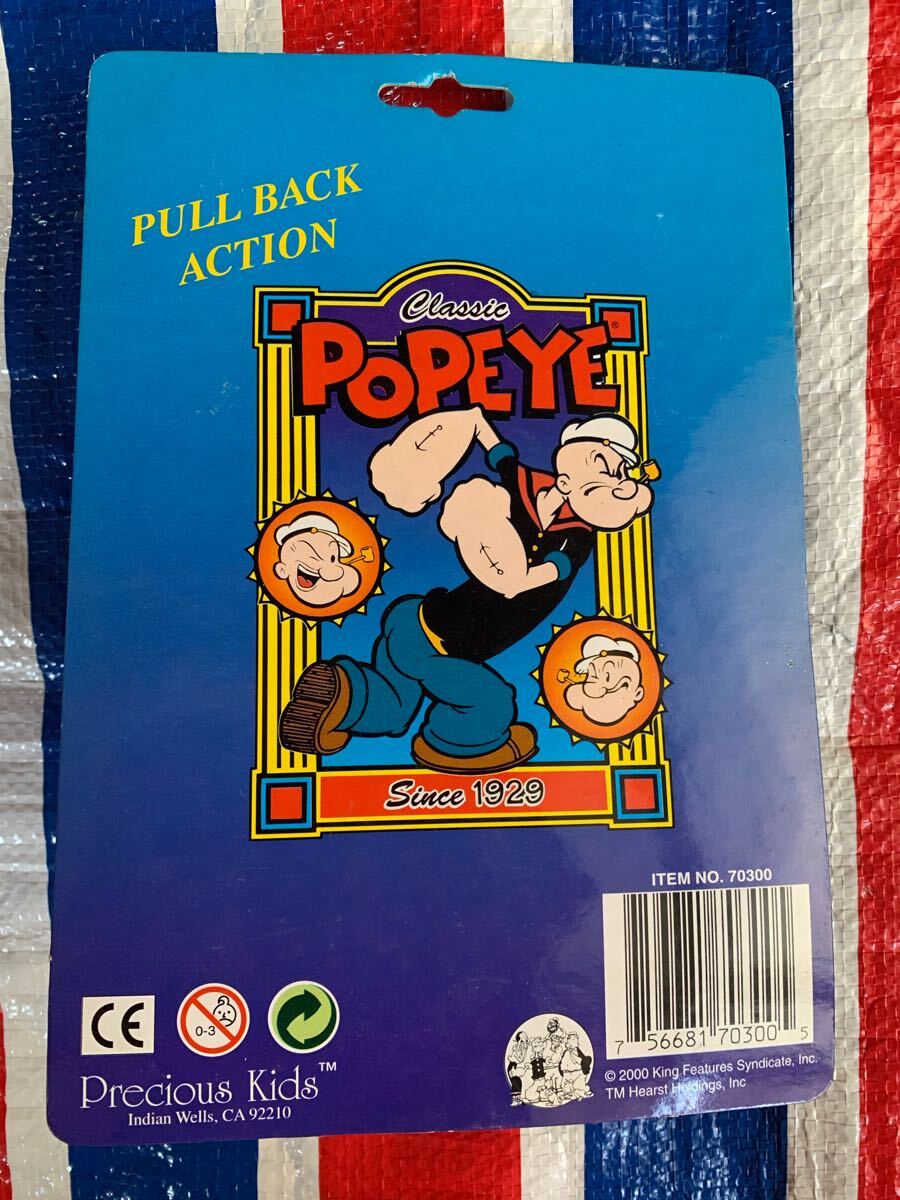 PULL BACK
ACTION
Classic
POPEYE®
Since 1929
ITEM NO. 70300
7 56681 70300 5
CE
0-3
Precious Kids™
Indian Wells, CA 92210
© 2000 King Features Syndicate, Inc.
TM Hearst Holdings, Inc